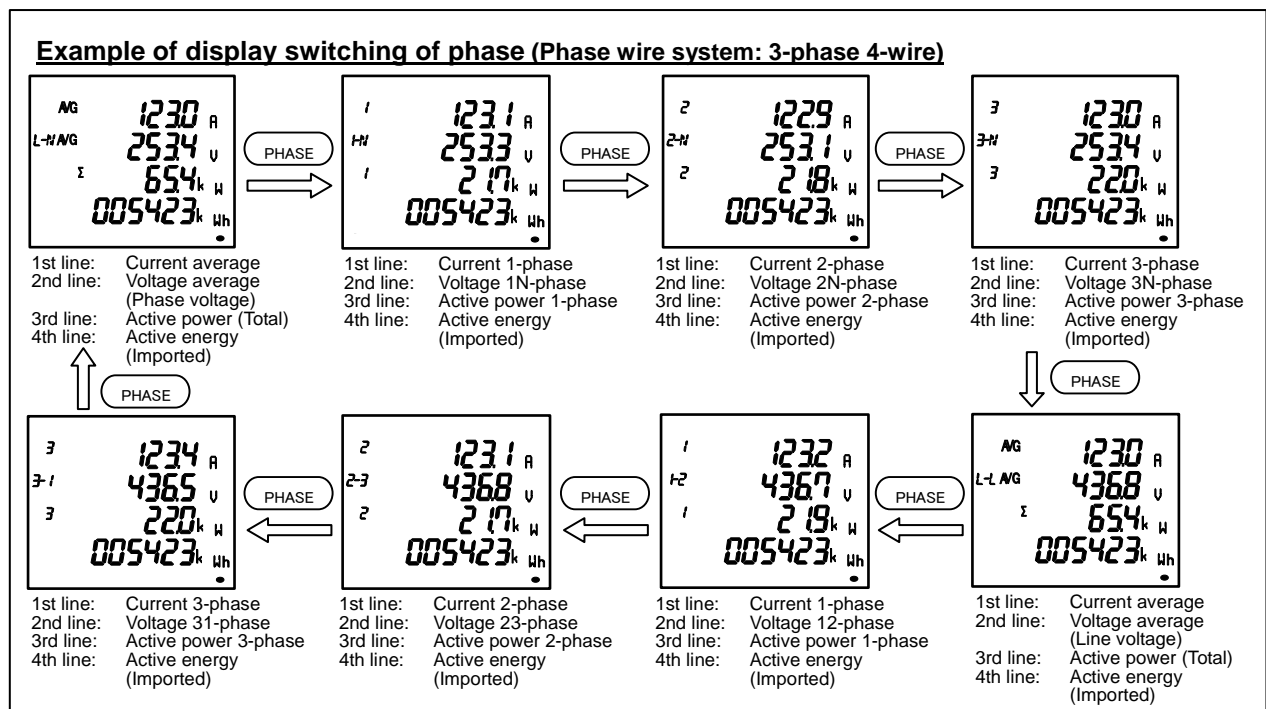 Example of display switching of phase (Phase wire system: 3-phase 4-wire)
AVG 123.0 A
L-N AVG 253.4 V
Σ 65.4 k W
005423 k Wh
1st line: Current average
2nd line: Voltage average
(Phase voltage)
3rd line: Active power (Total)
4th line: Active energy
(Imported)
PHASE
1 123.1 A
1-N 253.3 V
1 21.7 k W
005423 k Wh
1st line: Current 1-phase
2nd line: Voltage 1N-phase
3rd line: Active power 1-phase
4th line: Active energy
(Imported)
PHASE
2 122.9 A
2-N 253.1 V
2 21.8 k W
005423 k Wh
1st line: Current 2-phase
2nd line: Voltage 2N-phase
3rd line: Active power 2-phase
4th line: Active energy
(Imported)
PHASE
3 123.0 A
3-N 253.4 V
3 22.0 k W
005423 k Wh
1st line: Current 3-phase
2nd line: Voltage 3N-phase
3rd line: Active power 3-phase
4th line: Active energy
(Imported)
PHASE
AVG 123.0 A
L-L AVG 436.8 V
Σ 65.4 k W
005423 k Wh
1st line: Current average
2nd line: Voltage average
(Line voltage)
3rd line: Active power (Total)
4th line: Active energy
(Imported)
PHASE
1 123.2 A
1-2 436.7 V
1 21.9 k W
005423 k Wh
1st line: Current 1-phase
2nd line: Voltage 12-phase
3rd line: Active power 1-phase
4th line: Active energy
(Imported)
PHASE
2 123.1 A
2-3 436.8 V
2 21.7 k W
005423 k Wh
1st line: Current 2-phase
2nd line: Voltage 23-phase
3rd line: Active power 2-phase
4th line: Active energy
(Imported)
PHASE
3 123.4 A
3-1 436.5 V
3 22.0 k W
005423 k Wh
1st line: Current 3-phase
2nd line: Voltage 31-phase
3rd line: Active power 3-phase
4th line: Active energy
(Imported)
PHASE